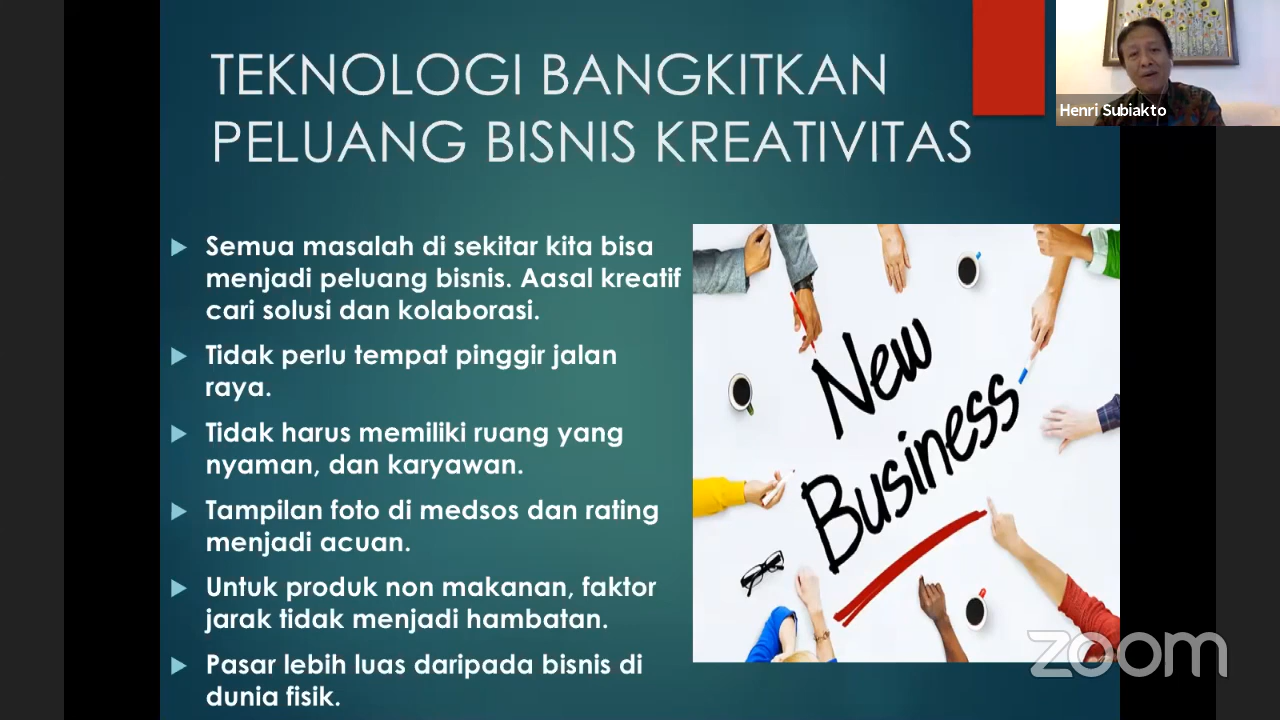 TEKNOLOGI BANGKITKAN
PELUANG BISNIS KREATIVITAS
Henri Subiakto
Semua masalah di sekitar kita bisa
menjadi peluang bisnis. Aasal kreatif
cari solusi dan kolaborasi.
Tidak perlu tempat pinggir jalan
raya.
Tidak harus memiliki ruang yang
nyaman, dan karyawan.
Tampilan foto di medsos dan rating
menjadi acuan.
Untuk produk non makanan, faktor
jarak tidak menjadi hambatan.
Pasar lebih luas daripada bisnis di
dunia fisik.
New
Business
zoom